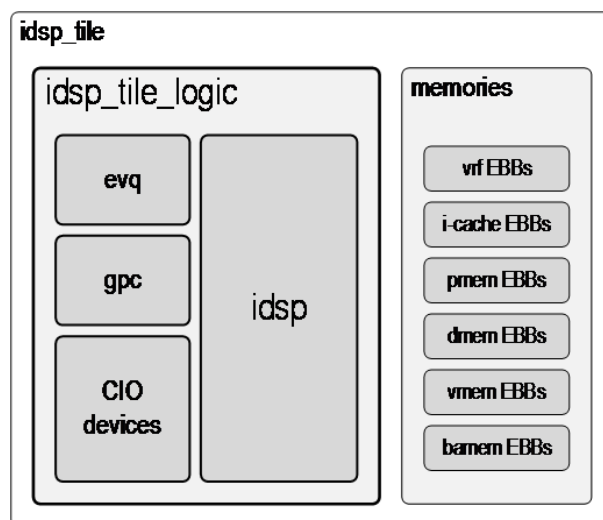 idsp_tile
idsp_tile_logic
memories
evq
gpc
CIO
devices
idsp
vrf EBBs
i-cache EBBs
pmem EBBs
dmem EBBs
vmem EBBs
bamem EBBs